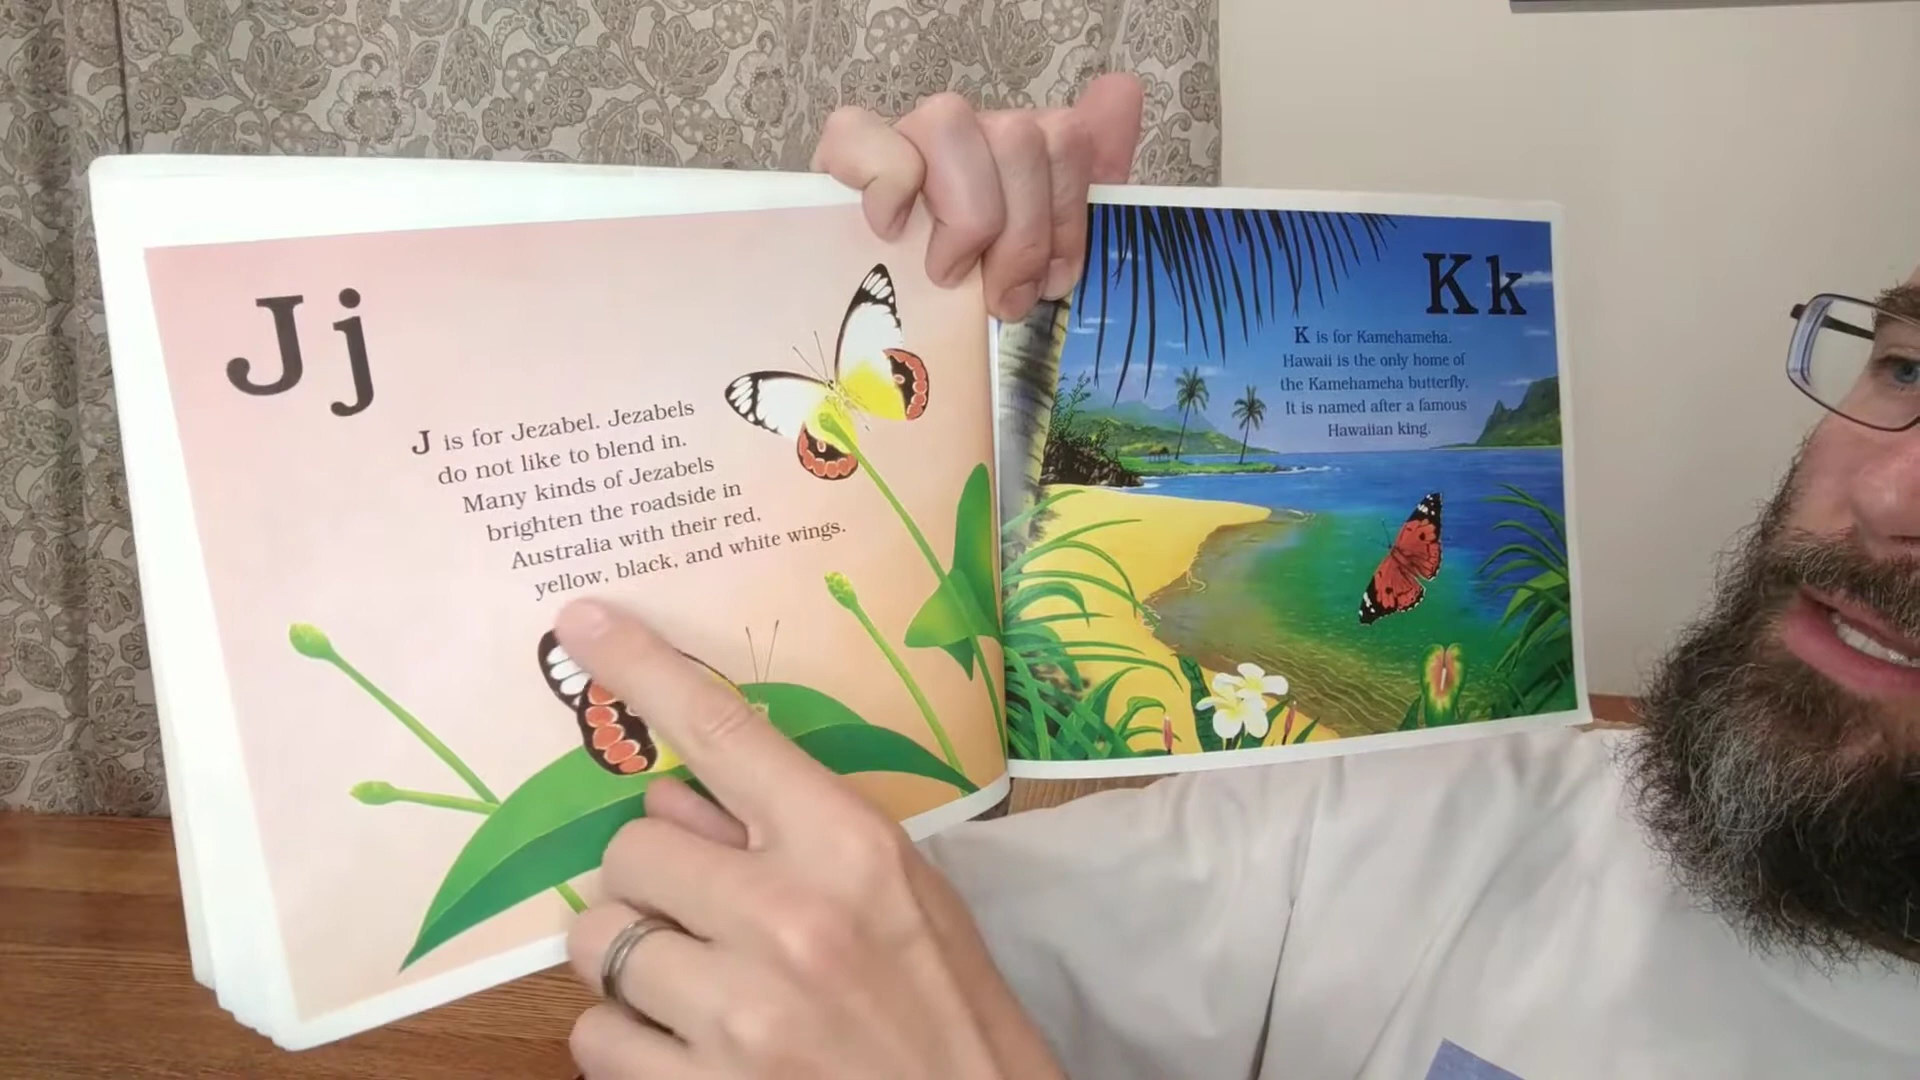 Jj
J is for Jezabel. Jezabels
do not like to blend in.
Many kinds of Jezabels
brighten the roadside in
Australia with their red,
yellow, black, and white wings.
Kk
K is for Kamehameha.
Hawaii is the only home of
the Kamehameha butterfly.
It is named after a famous
Hawaiian king.